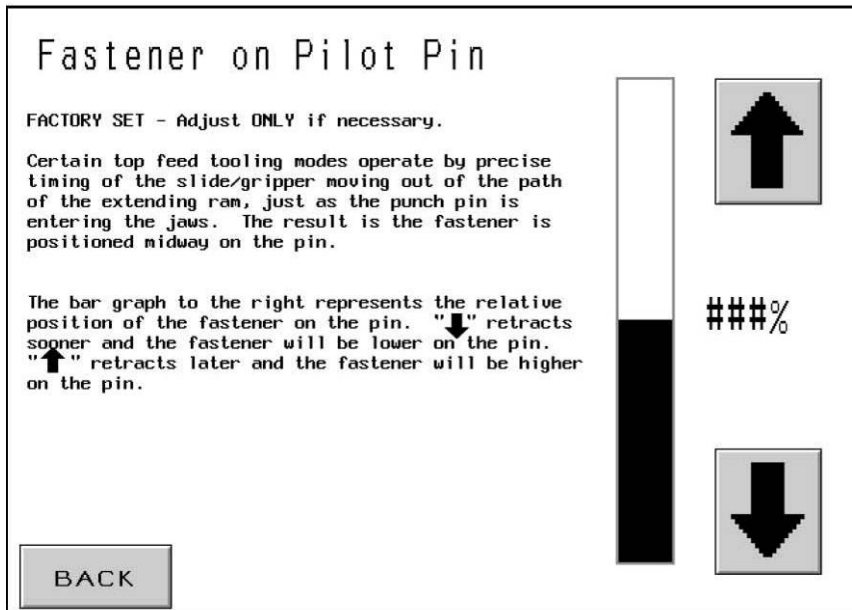 Fastener on Pilot Pin
FACTORY SET - Adjust ONLY if necessary.
Certain top feed tooling modes operate by precise
timing of the slide/gripper moving out of the path
of the extending ram, just as the punch pin is
entering the jaws.  The result is the fastener is
positioned midway on the pin.
The bar graph to the right represents the relative
position of the fastener on the pin.  "⬇" retracts
sooner and the fastener will be lower on the pin.
"⬆" retracts later and the fastener will be higher
on the pin.
###%
BACK